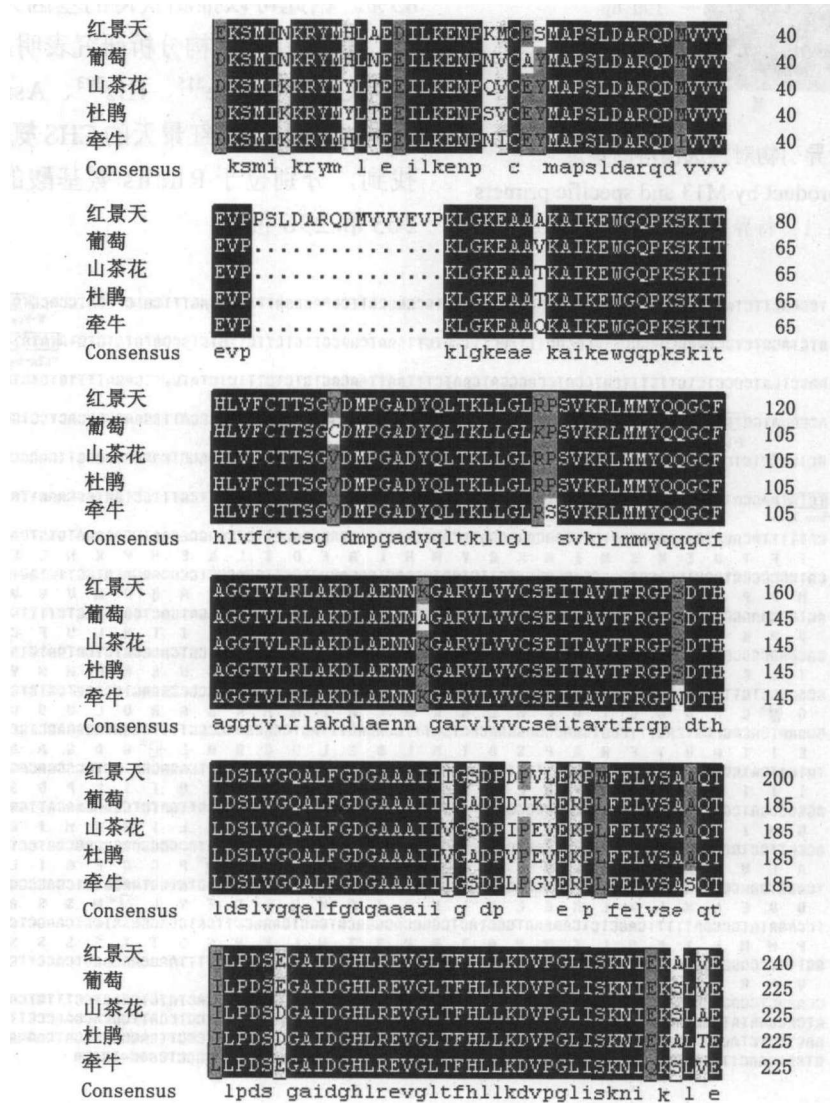 红景天 EKSMINKRYMHLAEDILKENPKMCESMAPSLDARQDMVVV 40
葡萄 DKSMINKRYMHLNEEILKENPNVCAYMAPSLDARQDMVVV 40
山茶花 DKSMIKKRYMYLTEEILKENPQVCEYMAPSLDARQDMVVV 40
杜鹃 DKSMIKKRYMHLTEEILKENPSVCEYMAPSLDARQDMVVV 40
牵牛 DKSMIKKRYMHLTEEILKENPNICEYMAPSLDARQDIVVV 40
Consensus ksmi krym l e ilkenp c mapsldarqd vvv
红景天 EVPPSLDARQDMVVVEVPKLGKEAAAKAIKEWGQPKSKIT 80
葡萄 EVP...............KLGKEAAVKAIKEWGQPKSKIT 65
山茶花 EVP...............KLGKEAATKAIKEWGQPKSKIT 65
杜鹃 EVP...............KLGKEAATKAIKEWGQPKSKIT 65
牵牛 EVP...............KLGKEAAQKAIKEWGQPKSKIT 65
Consensus evp klgkeae kaikewgqpkskit
红景天 HLVFCTTSGVDMPGADYQLTKLLGLRPSVKRLMMYQQGCF 120
葡萄 HLVFCTTSGCDMPGADYQLTKLLGLKPSVKRLMMYQQGCF 105
山茶花 HLVFCTTSGVDMPGADYQLTKLLGLRPSVKRLMMYQQGCF 105
杜鹃 HLVFCTTSGVDMPGADYQLTKLLGLRPSVKRLMMYQQGCF 105
牵牛 HLVFCTTSGVDMPGADYQLTKLLGLRSSVKRLMMYQQGCF 105
Consensus hlvfcttsg dmpgadyqltkllgl svkrlmmyqqgcf
红景天 AGGTVLRLAKDLAENNKGARVLVVCSEITAVTFRGPSDTH 160
葡萄 AGGTVLRLAKDLAENNAGARVLVVCSEITAVTFRGPSDTH 145
山茶花 AGGTVLRLAKDLAENNKGARVLVVCSEITAVTFRGPSDTH 145
杜鹃 AGGTVLRLAKDLAENNKGARVLVVCSEITAVTFRGPSDTH 145
牵牛 AGGTVLRLAKDLAENNKGARVLVVCSEITAVTFRGPNDTH 145
Consensus aggtvlrlakdlaenn garvlvvcseitavtfrgp dth
红景天 LDSLVGQALFGDGAAAIIIGSDPDPVLEKPMFELVSAAQT 200
葡萄 LDSLVGQALFGDGAAAIIIGADPDTKIERPLFELVSAAQT 185
山茶花 LDSLVGQALFGDGAAAIIVGSDPIPEVEKPLFELVSAAQT 185
杜鹃 LDSLVGQALFGDGAAAIIVGADPVPEVEKPLFELVSAAQT 185
牵牛 LDSLVGQALFGDGAAAIIIGSDPLPGVERPLFELVSASQT 185
Consensus ldslvgqalfgdgaaaii g dp e p felvse qt
红景天 ILPDSEGAIDGHLREVGLTFHLLKDVPGLISKNIEKALVE 240
葡萄 ILPDSDGAIDGHLREVGLTFHLLKDVPGLISKNIEKSLVE 225
山茶花 ILPDSEGAIDGHLREVGLTFHLLKDVPGLISKNIEKSLAE 225
杜鹃 ILPDSDGAIDGHLREVGLTFHLLKDVPGLISKNIEKALTE 225
牵牛 LLPDSEGAIDGHLREVGLTFHLLKDVPGLISKNIQKSLVE 225
Consensus lpds gaidghlrevgltfhllkdvpgliskni k l e